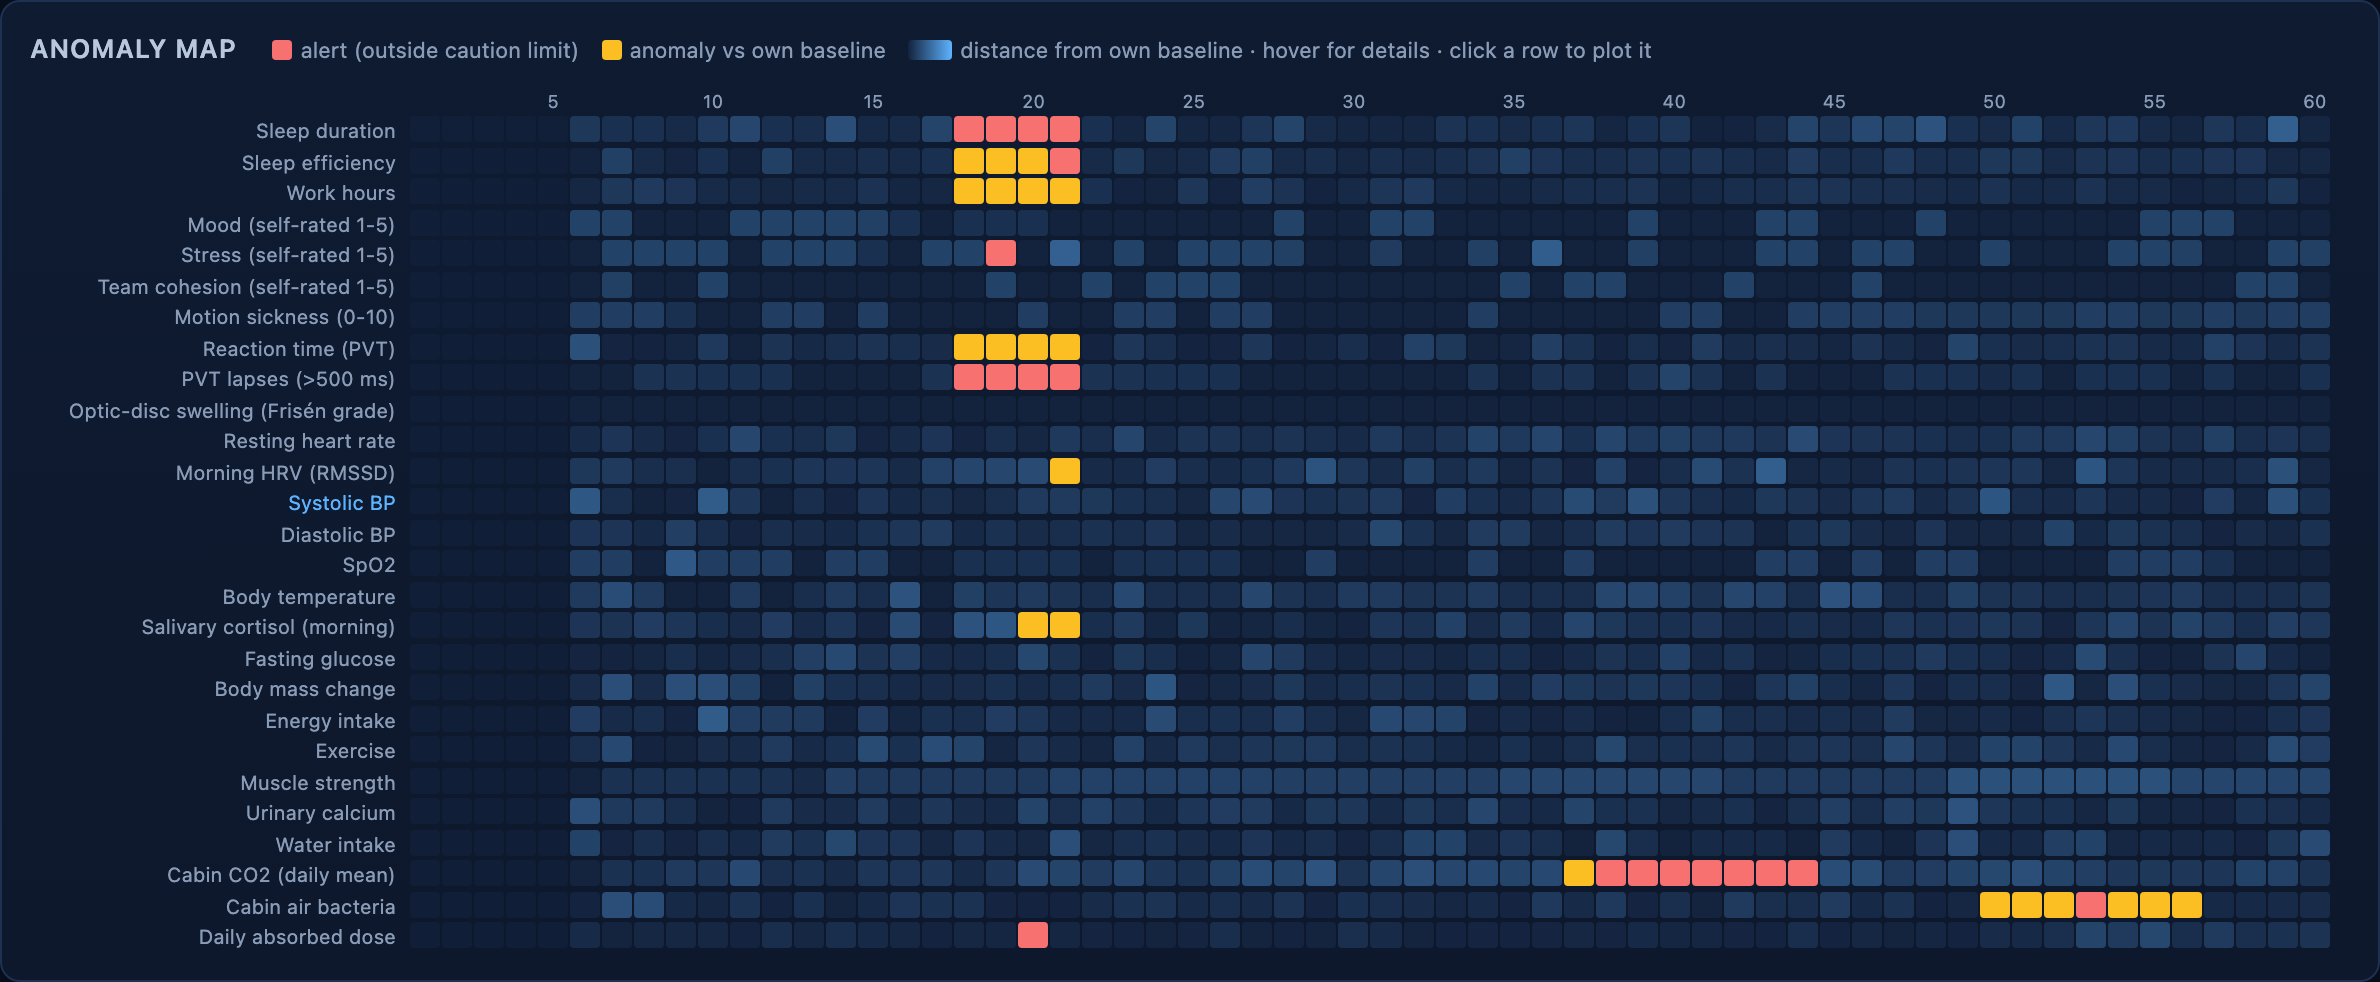 ANOMALY MAP alert (outside caution limit) anomaly vs own baseline distance from own baseline · hover for details · click a row to plot it
5 10 15 20 25 30 35 40 45 50 55 60
Sleep duration
Sleep efficiency
Work hours
Mood (self-rated 1-5)
Stress (self-rated 1-5)
Team cohesion (self-rated 1-5)
Motion sickness (0-10)
Reaction time (PVT)
PVT lapses (>500 ms)
Optic-disc swelling (Frisén grade)
Resting heart rate
Morning HRV (RMSSD)
Systolic BP
Diastolic BP
SpO2
Body temperature
Salivary cortisol (morning)
Fasting glucose
Body mass change
Energy intake
Exercise
Muscle strength
Urinary calcium
Water intake
Cabin CO2 (daily mean)
Cabin air bacteria
Daily absorbed dose